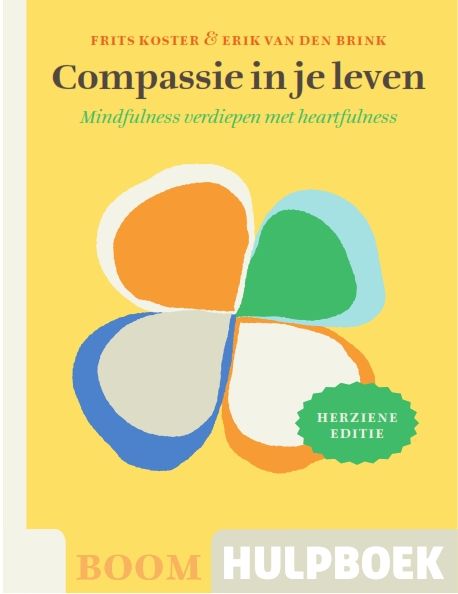 FRITS KOSTER & ERIK VAN DEN BRINK
Compassie in je leven
Mindfulness verdiepen met heartfulness
HERZIENE
EDITIE
BOOM HULPBOEK